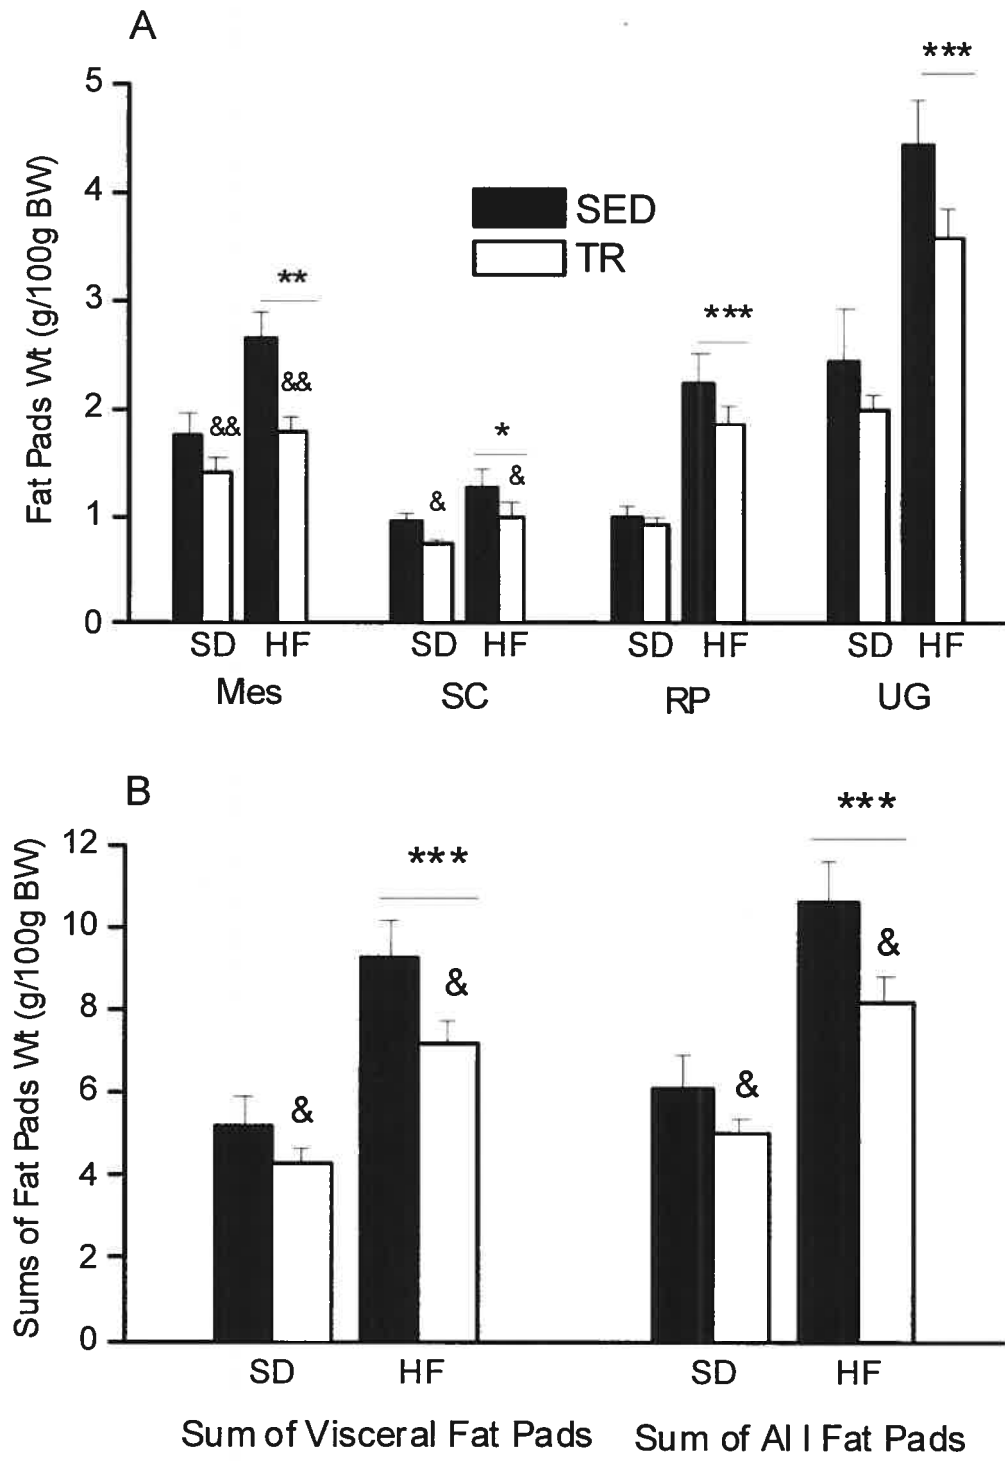 A
***
5
Fat Pads Wt (g/100g BW)
4
SED
TR
3
**
***
&&
2
&&
*
&
&
1
0
SD HF SD HF SD HF SD HF
Mes SC RP UG
B
***
12
***
Sums of Fat Pads Wt (g/100g BW)
10
&
&
8
6
&
&
4
2
0
SD HF SD HF
Sum of Visceral Fat Pads Sum of Al l Fat Pads